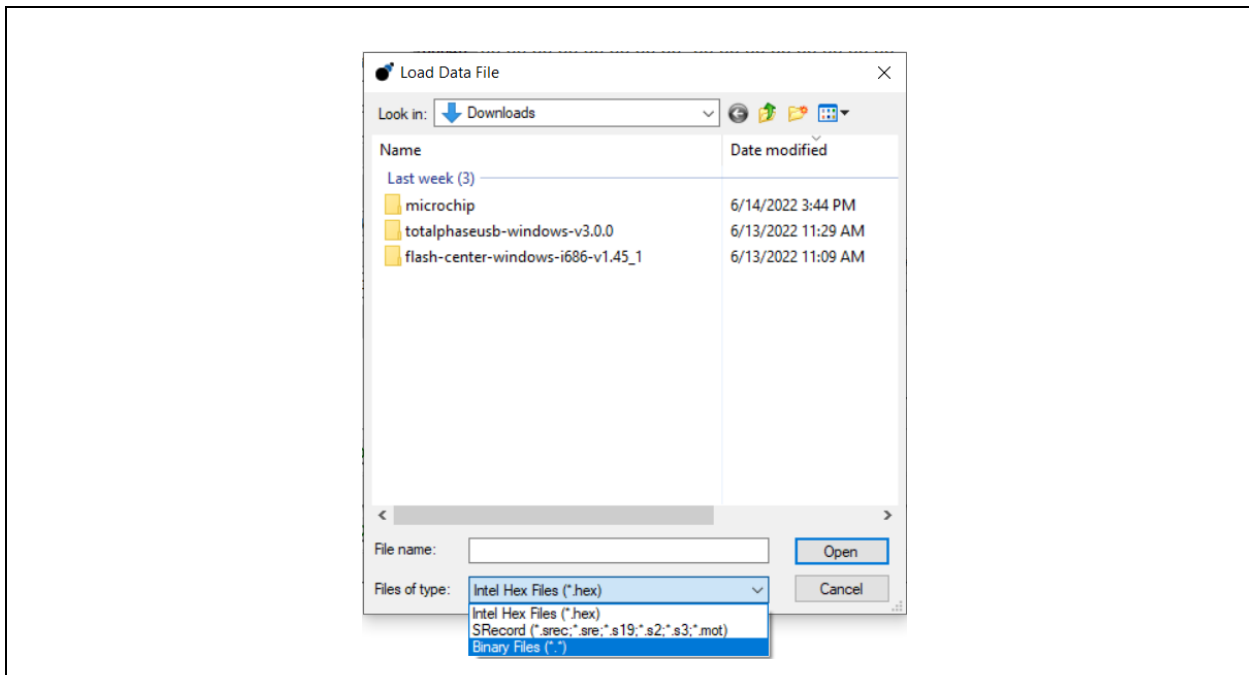 Load Data File
Look in: Downloads
Name Date modified
Last week (3)
microchip 6/14/2022 3:44 PM
totalphaseusb-windows-v3.0.0 6/13/2022 11:29 AM
flash-center-windows-i686-v1.45_1 6/13/2022 11:09 AM
File name: Open
Files of type: Intel Hex Files (*.hex) Cancel
Intel Hex Files (*.hex)
SRecord (*.srec;*.sre;*.s19;*.s2;*.s3;*.mot)
Binary Files (*.*)